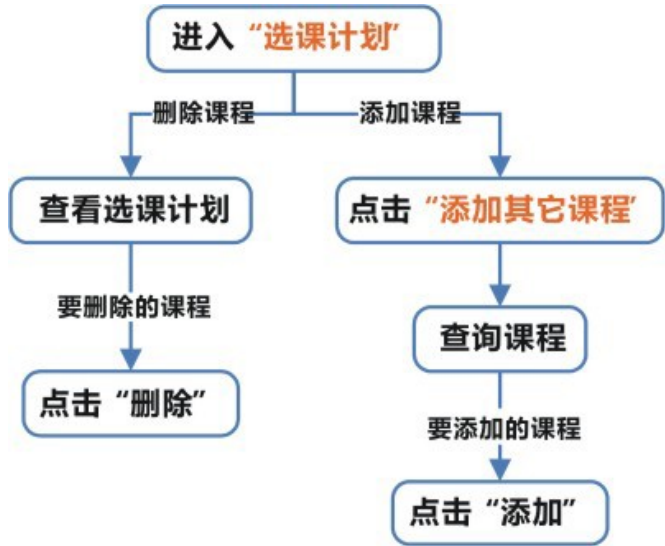 进入“选课计划”
删除课程
添加课程
查看选课计划
点击“添加其它课程”
要删除的课程
查询课程
点击“删除”
要添加的课程
点击“添加”